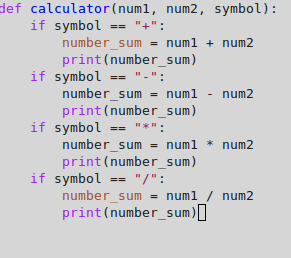 def calculator(num1, num2, symbol):
    if symbol == "+":
        number_sum = num1 + num2
        print(number_sum)
    if symbol == "-":
        number_sum = num1 - num2
        print(number_sum)
    if symbol == "*":
        number_sum = num1 * num2
        print(number_sum)
    if symbol == "/":
        number_sum = num1 / num2
        print(number_sum)